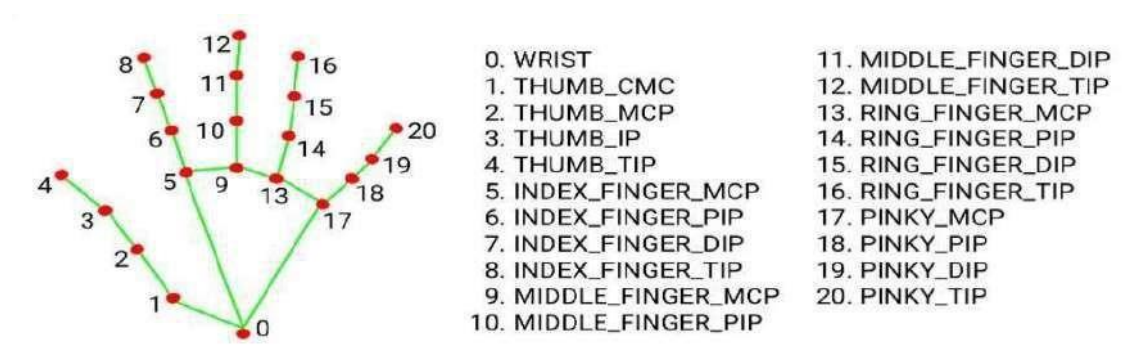 12
8
16
11
7
15
6
10
20
14
19
4
5
9
13
18
3
17
2
1
0
0. WRIST
1. THUMB_CMC
2. THUMB_MCP
3. THUMB_IP
4. THUMB_TIP
5. INDEX_FINGER_MCP
6. INDEX_FINGER_PIP
7. INDEX_FINGER_DIP
8. INDEX_FINGER_TIP
9. MIDDLE_FINGER_MCP
10. MIDDLE_FINGER_PIP
11. MIDDLE_FINGER_DIP
12. MIDDLE_FINGER_TIP
13. RING_FINGER_MCP
14. RING_FINGER_PIP
15. RING_FINGER_DIP
16. RING_FINGER_TIP
17. PINKY_MCP
18. PINKY_PIP
19. PINKY_DIP
20. PINKY_TIP